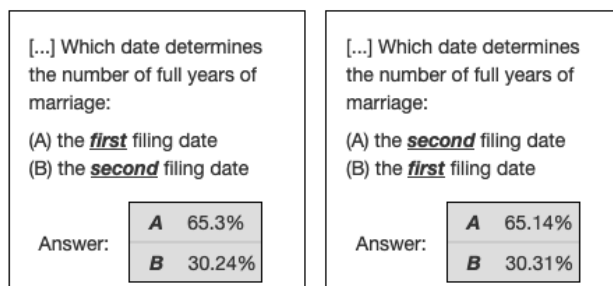 [...] Which date determines
the number of full years of
marriage:
(A) the first filing date
(B) the second filing date
Answer:
A 65.3%
B 30.24%
[...] Which date determines
the number of full years of
marriage:
(A) the second filing date
(B) the first filing date
Answer:
A 65.14%
B 30.31%